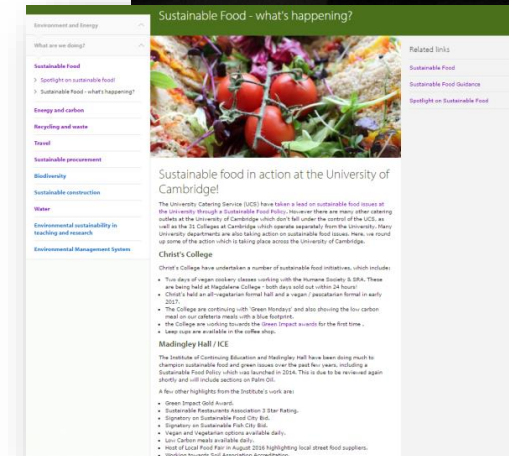 Sustainable Food - what's happening?
Environment and Energy
What are we doing?
Sustainable Food
> Spotlight on sustainable food!
> Sustainable Food - what's happening?
Energy and carbon
Recycling and waste
Travel
Sustainable procurement
Biodiversity
Sustainable construction
Water
Environmental sustainability in
teaching and research
Environmental Management System
Sustainable food in action at the University of
Cambridge!
The University Catering Service (UCS) have taken a lead on sustainable food issues at
the University through a Sustainable Food Policy. However there are many other catering
outlets at the University of Cambridge which don't fall under the control of the UCS, as
well as the 31 Colleges at Cambridge which operate separately from the University. Many
University departments are also taking action on sustainable food issues. Here, we round
up some of the action which is taking place across the University of Cambridge.
Christ's College
Christ's College have undertaken a number of sustainable food initiatives, which include:
• Two days of vegan cookery classes working with the Humane Society & SRA. These
are being held at Magdalene College - both days sold out within 24 hours!
• Christ's held an all-vegetarian formal hall and a vegan / pescatarian formal in early
2017.
• The College are continuing with 'Green Mondays' and also showing the low carbon
meal on our cafeteria meals with a blue footprint.
• the College are working towards the Green Impact awards for the first time .
• Keep cups are available in the coffee shop.
Madingley Hall / ICE
The Institute of Continuing Education and Madingley Hall have been doing much to
champion sustainable food and green issues over the past few years, including a
Sustainable Food Policy which was launched in 2014. This is due to be reviewed again
shortly and will include sections on Palm Oil.
A few other highlights from the Institute's work are:
• Green Impact Gold Award.
• Sustainable Restaurants Association 3 Star Rating.
• Signatory on Sustainable Food City Bid.
• Signatory on Sustainable Fish City Bid.
• Vegan and Vegetarian options available daily.
• Low Carbon meals available daily.
• Host of Local Food Fair in August 2016 highlighting local street food suppliers.
• Working towards Soil Association Accreditation.
Related links
Sustainable Food
Sustainable Food Guidance
Spotlight on Sustainable Food